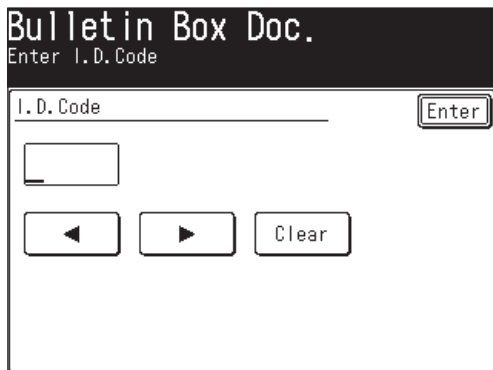 Bulletin Box Doc.
Enter I.D.Code
I.D.Code
Enter
◀ ▶ Clear